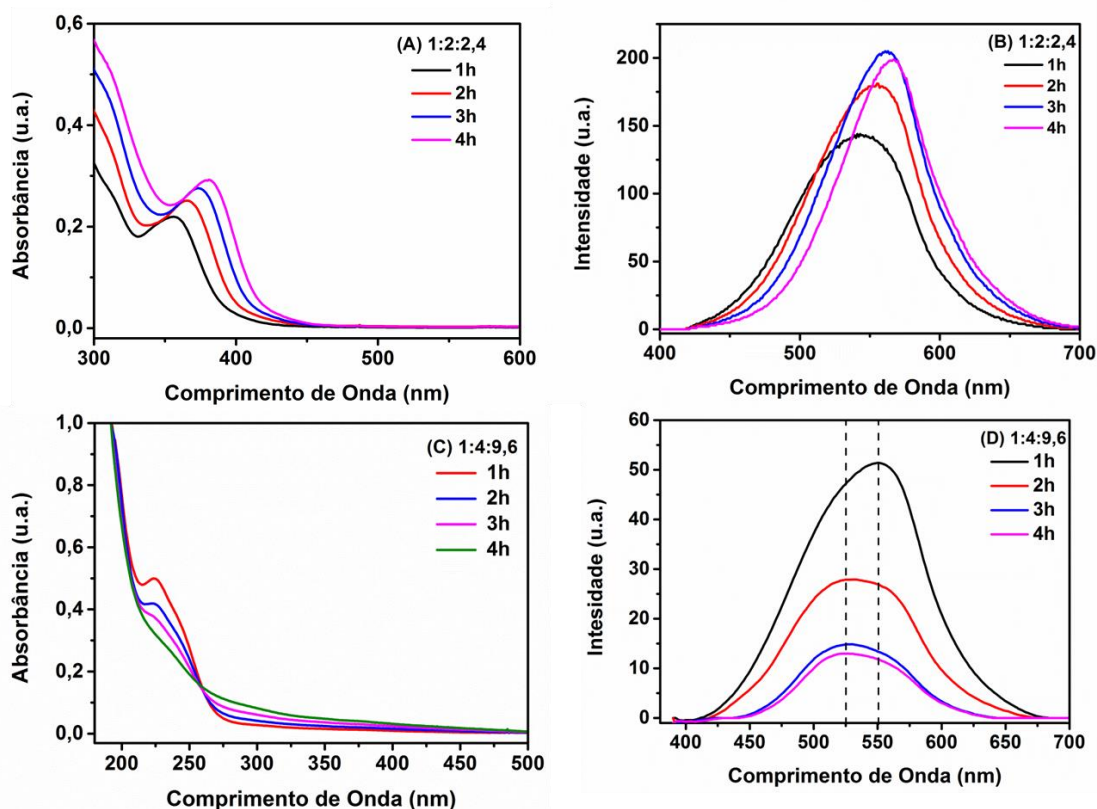 0,6
0,4
0,2
0,0
Absorbância (u.a.)
(A) 1:2:2,4
1h
2h
3h
4h
300
400
500
600
Comprimento de Onda (nm)
200
150
100
50
0
Intensidade (u.a.)
(B) 1:2:2,4
1h
2h
3h
4h
400
500
600
700
Comprimento de Onda (nm)
1,0
0,8
0,6
0,4
0,2
0,0
Absorbância (u.a.)
(C) 1:4:9,6
1h
2h
3h
4h
200
250
300
350
400
450
500
Comprimento de Onda (nm)
60
50
40
30
20
10
0
Intesidade (u.a.)
(D) 1:4:9,6
1h
2h
3h
4h
400
450
500
550
600
650
700
Comprimento de Onda (nm)